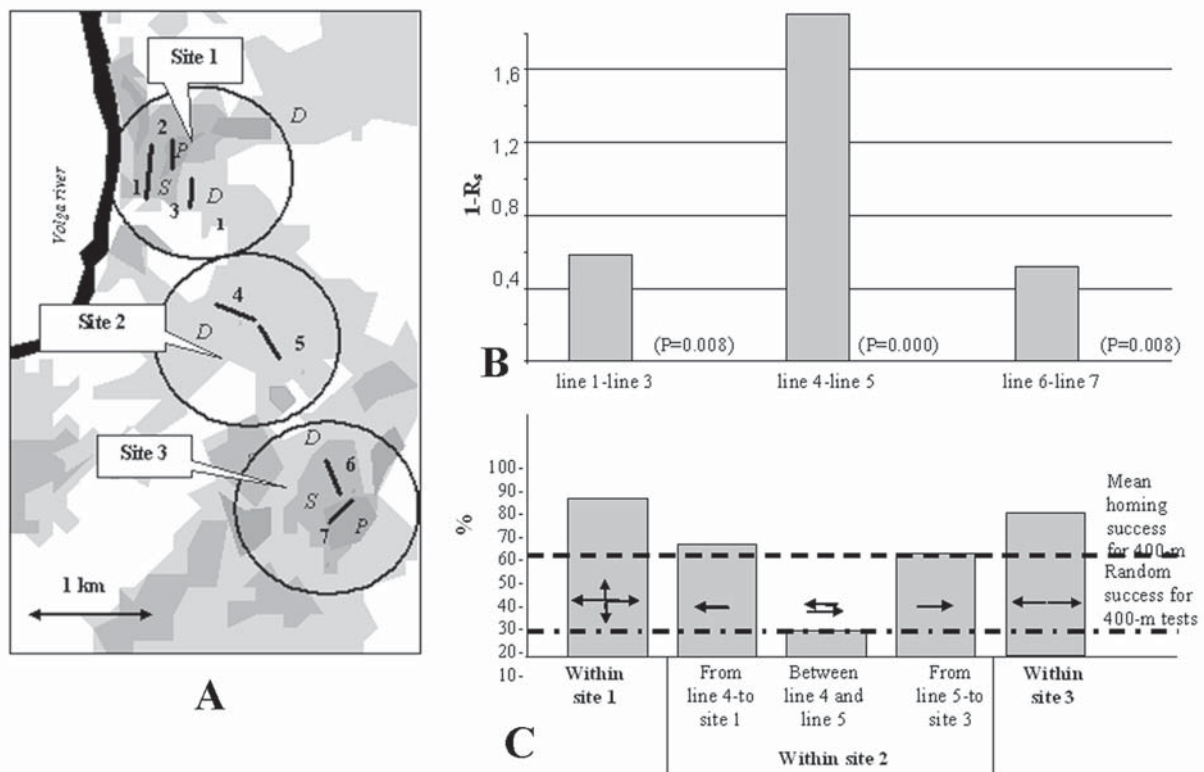 Site 1
D
2
P
Volga river
1
S
D
3
1
4
Site 2
D
5
D
Site 3
6
S
7
P
1 km
A
1-Rs
1,6
1,2
0,8
0,4
(P=0.008)
(P=0.000)
(P=0.008)
B
line 1-line 3
line 4-line 5
line 6-line 7
%
100-
90-
80-
70-
60-
50-
40-
30-
20-
10-
Mean
homing
success
for 400-m
Random
success for
400-m tests
Within
site 1
From
line 4-to
site 1
Between
line 4 and
line 5
From
line 5-to
site 3
Within
site 3
C
Within site 2